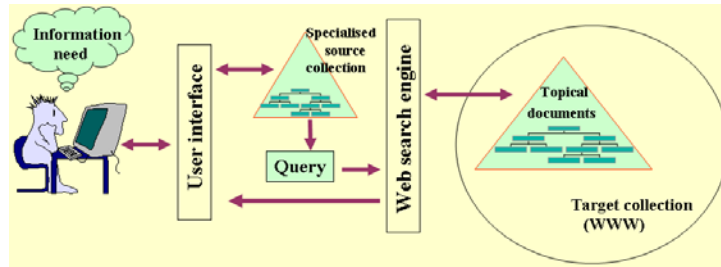 Information
need
User interface
Specialised
source
collection
Query
Web search engine
Topical
documents
Target collection
(WWW)